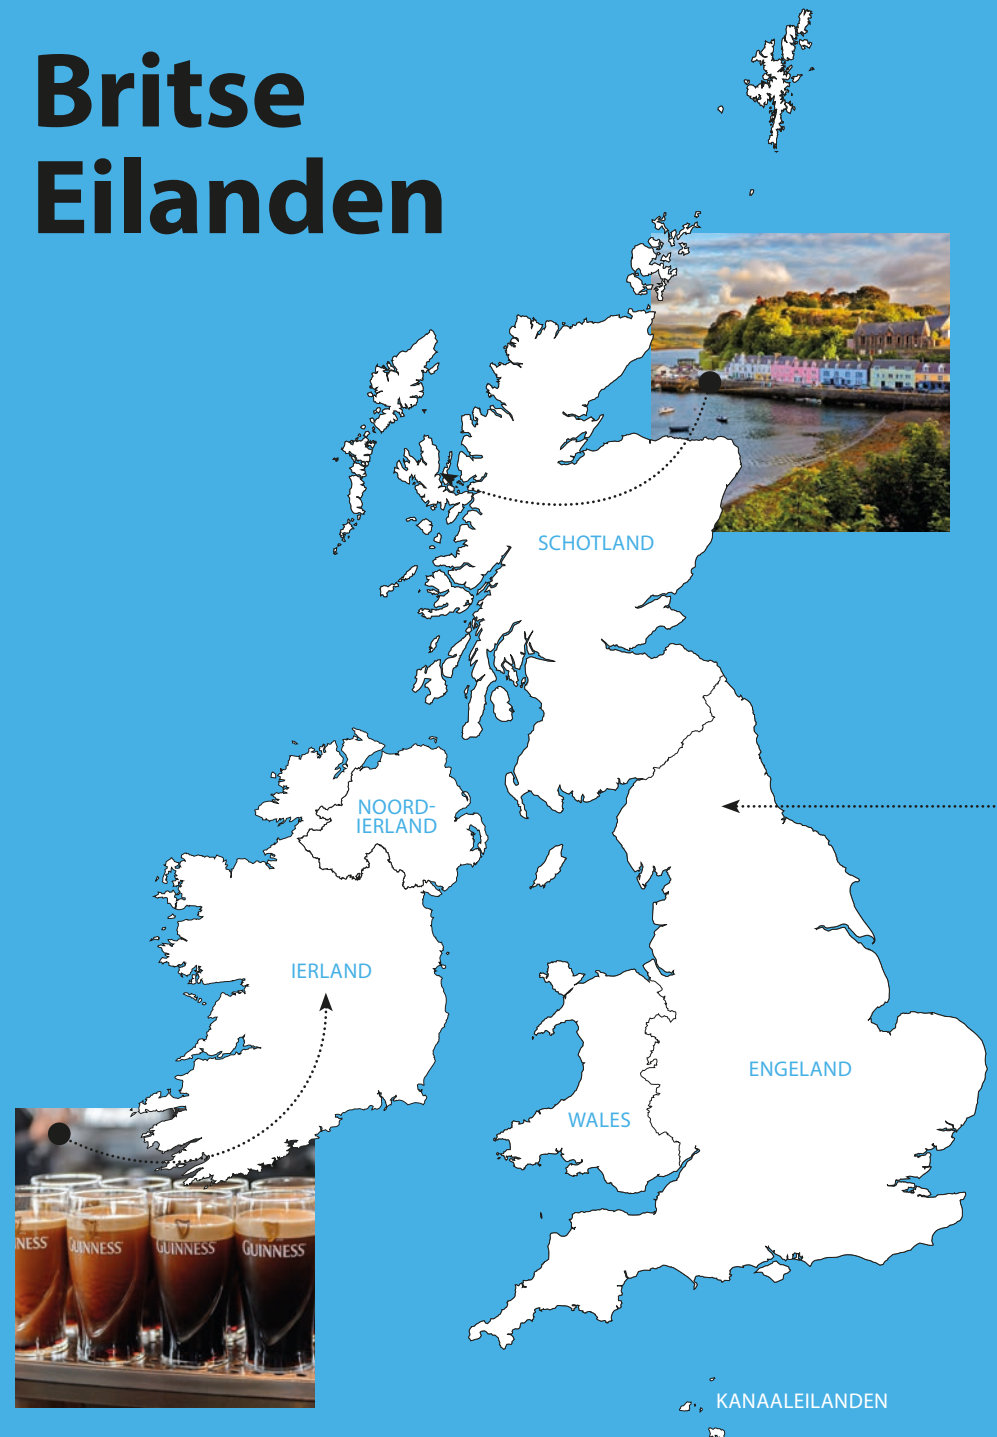 Britse
Eilanden
SCHOTLAND
NOORD-
IERLAND
IERLAND
ENGELAND
WALES
NESS
GUINNESS
GUINNESS
GUINNESS
KANAALEILANDEN